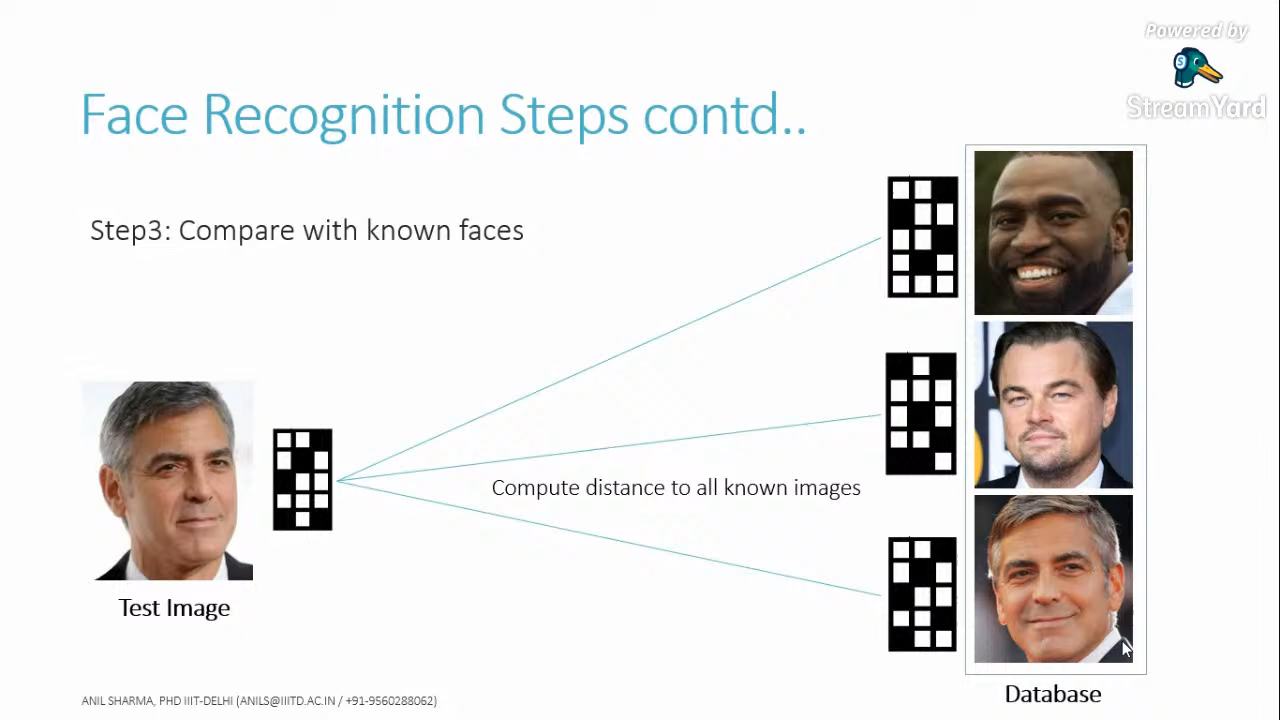 Powered by
StreamYard
Face Recognition Steps contd..
Step3: Compare with known faces
Compute distance to all known images
Test Image
Database
ANIL SHARMA, PHD IIIT-DELHI (ANILS@IIITD.AC.IN / +91-9560288062)